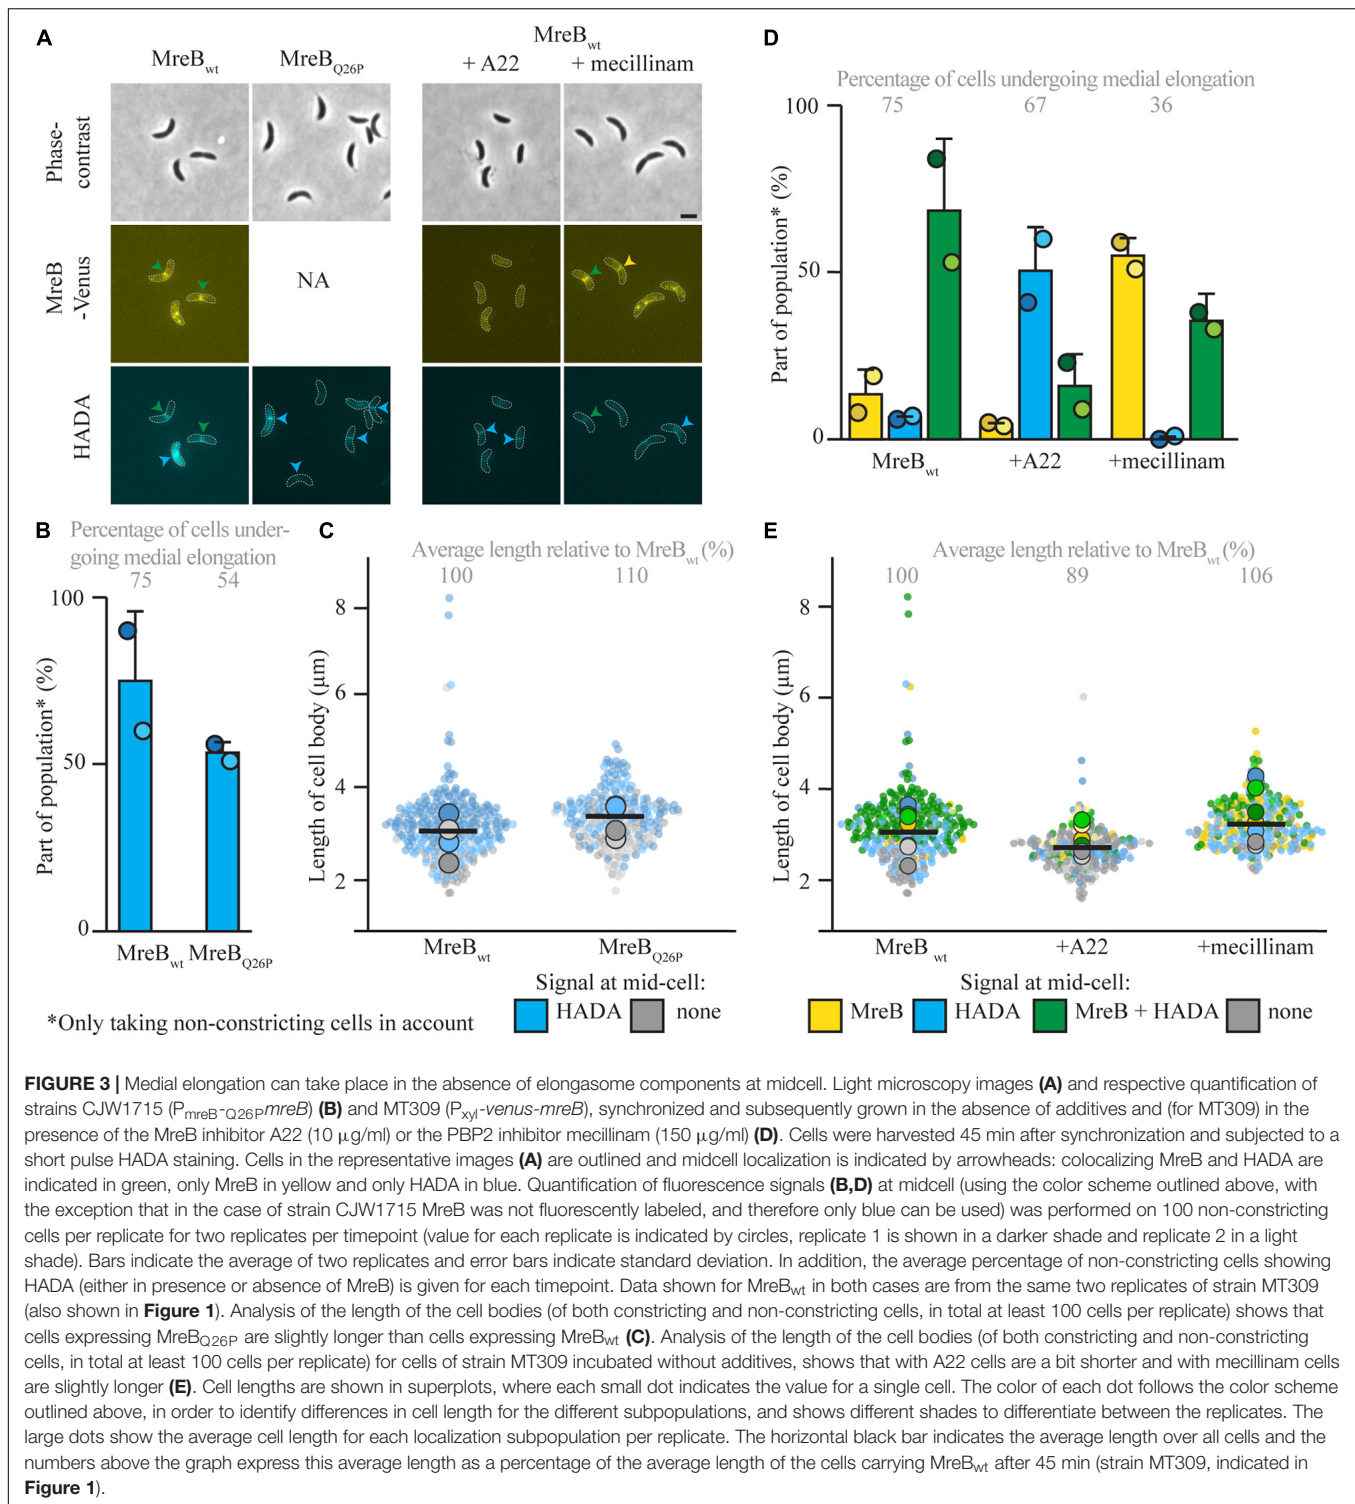 A
MreBwt
MreBQ26P
MreBwt
+ A22
+ mecillinam
Phase-
contrast
MreB
-Venus
NA
HADA
D
Percentage of cells undergoing medial elongation
75
67
36
Part of population* (%)
100
50
0
MreBwt
+A22
+mecillinam
B
Percentage of cells under-
going medial elongation
75
54
Part of population* (%)
100
50
0
MreBwt
MreBQ26P
*Only taking non-constricting cells in account
C
Average length relative to MreBwt (%)
100
110
Length of cell body (µm)
8
6
4
2
MreBwt
MreBQ26P
Signal at mid-cell:
HADA
none
E
Average length relative to MreBwt (%)
100
89
106
Length of cell body (µm)
8
6
4
2
MreBwt
+A22
+mecillinam
Signal at mid-cell:
MreB
HADA
MreB + HADA
none
FIGURE 3 | Medial elongation can take place in the absence of elongasome components at midcell. Light microscopy images (A) and respective quantification of
strains CJW1715 (PmreB-Q26PmreB) (B) and MT309 (Pxyl-venus-mreB), synchronized and subsequently grown in the absence of additives and (for MT309) in the
presence of the MreB inhibitor A22 (10 µg/ml) or the PBP2 inhibitor mecillinam (150 µg/ml) (D). Cells were harvested 45 min after synchronization and subjected to a
short pulse HADA staining. Cells in the representative images (A) are outlined and midcell localization is indicated by arrowheads: colocalizing MreB and HADA are
indicated in green, only MreB in yellow and only HADA in blue. Quantification of fluorescence signals (B,D) at midcell (using the color scheme outlined above, with
the exception that in the case of strain CJW1715 MreB was not fluorescently labeled, and therefore only blue can be used) was performed on 100 non-constricting
cells per replicate for two replicates per timepoint (value for each replicate is indicated by circles, replicate 1 is shown in a darker shade and replicate 2 in a light
shade). Bars indicate the average of two replicates and error bars indicate standard deviation. In addition, the average percentage of non-constricting cells showing
HADA (either in presence or absence of MreB) is given for each timepoint. Data shown for MreBwt in both cases are from the same two replicates of strain MT309
(also shown in Figure 1). Analysis of the length of the cell bodies (of both constricting and non-constricting cells, in total at least 100 cells per replicate) shows that
cells expressing MreBQ26P are slightly longer than cells expressing MreBwt (C). Analysis of the length of the cell bodies (of both constricting and non-constricting
cells, in total at least 100 cells per replicate) for cells of strain MT309 incubated without additives, shows that with A22 cells are a bit shorter and with mecillinam cells
are slightly longer (E). Cell lengths are shown in superplots, where each small dot indicates the value for a single cell. The color of each dot follows the color scheme
outlined above, in order to identify differences in cell length for the different subpopulations, and shows different shades to differentiate between the replicates. The
large dots show the average cell length for each localization subpopulation per replicate. The horizontal black bar indicates the average length over all cells and the
numbers above the graph express this average length as a percentage of the average length of the cells carrying MreBwt after 45 min (strain MT309, indicated in
Figure 1).